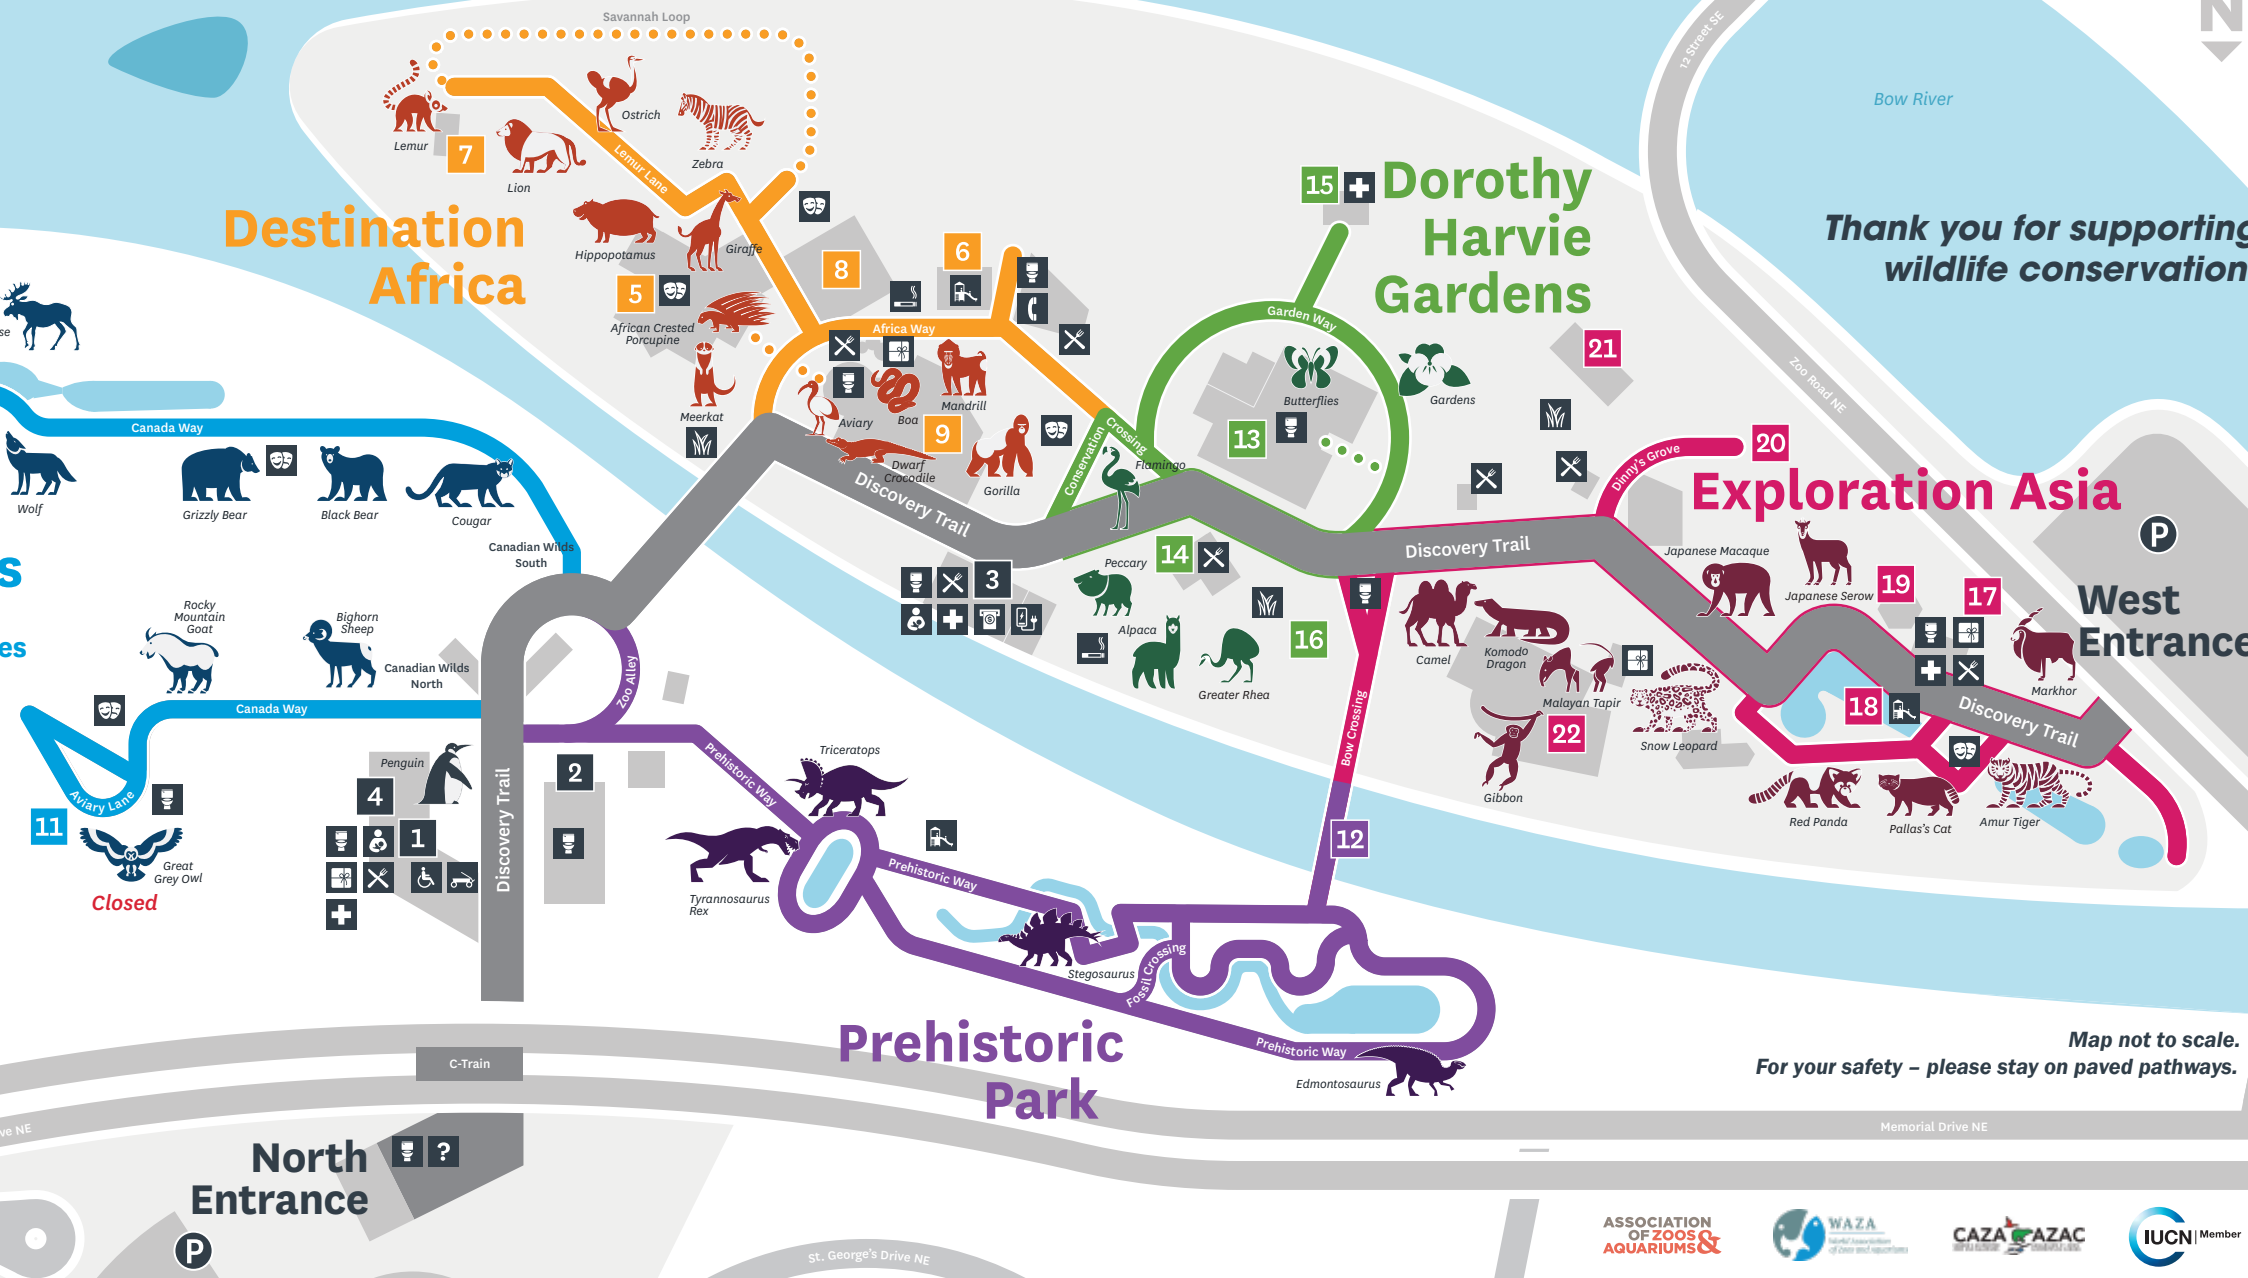 Savannah Loop
12 Street SE
N
Bow River
Lemur
7
Lion
Ostrich
Zebra
Lemur Lane
Destination
Africa
Hippopotamus
Giraffe
5
8
6
African Crested
Porcupine
Africa Way
Meerkat
Aviary
Boa
Mandrill
9
Dwarf
Crocodile
Gorilla
15
Dorothy
Harvie
Gardens
Garden Way
Butterflies
Gardens
13
Conservation
Crossing
Flamingo
Thank you for supporting
wildlife conservation
Zoo Road NE
21
20
Dinny's Grove
Exploration Asia
P
West
Entrance
se
Canada Way
Wolf
Grizzly Bear
Black Bear
Cougar
Canadian Wilds
South
s
es
Rocky
Mountain
Goat
Bighorn
Sheep
Canadian Wilds
North
Canada Way
Aviary Lane
11
Great
Grey Owl
Closed
Penguin
4
1
2
Discovery Trail
Zoo Alley
Discovery Trail
3
$
Peccary
14
Alpaca
16
Greater Rhea
Discovery Trail
Camel
Komodo
Dragon
Malayan Tapir
22
Gibbon
Snow Leopard
Japanese Macaque
Japanese Serow
19
17
Markhor
18
Discovery Trail
Red Panda
Pallas's Cat
Amur Tiger
Bow Crossing
12
Prehistoric Way
Triceratops
Tyrannosaurus
Rex
Prehistoric Way
Stegosaurus
Fossil Crossing
Prehistoric Way
Edmontosaurus
Prehistoric
Park
Map not to scale.
For your safety – please stay on paved pathways.
C-Train
ve NE
Memorial Drive NE
North
Entrance
?
P
St. George's Drive NE
ASSOCIATION
OF ZOOS
AQUARIUMS &
WAZA
CAZA AZAC
IUCN Member